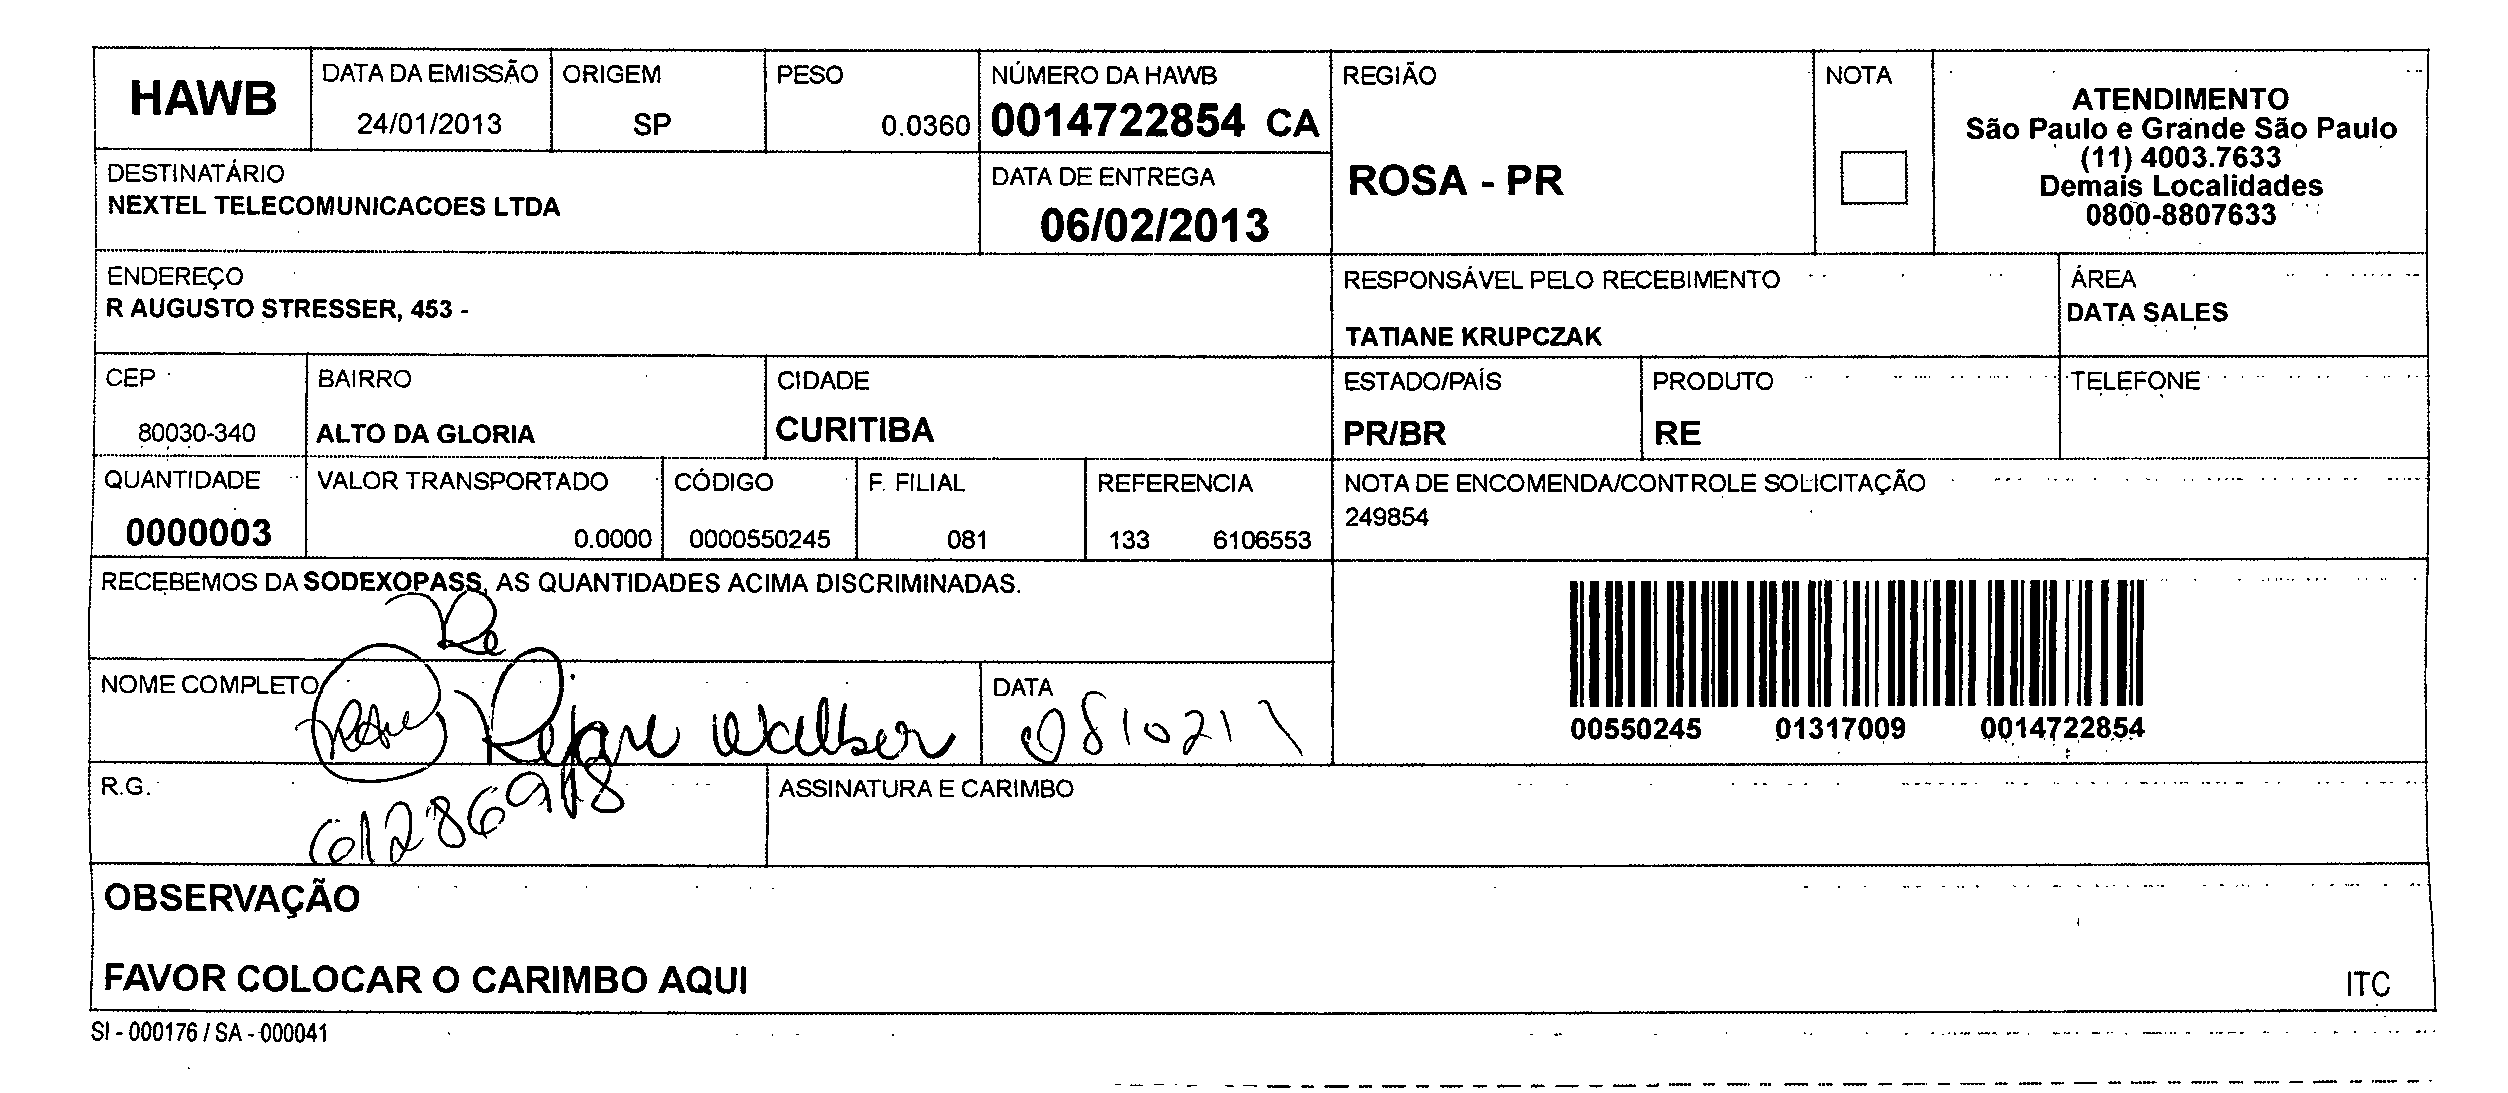 HAWB
DATA DA EMISSÃO
24/01/2013
ORIGEM
SP
PESO
0.0360
NÚMERO DA HAWB
0014722854 CA
REGIÃO
ROSA - PR
NOTA
ATENDIMENTO
São Paulo e Grande São Paulo
(11) 4003.7633
Demais Localidades
0800-8807633
DESTINATÁRIO
NEXTEL TELECOMUNICACOES LTDA
DATA DE ENTREGA
06/02/2013
ENDEREÇO
R AUGUSTO STRESSER, 453 -
RESPONSÁVEL PELO RECEBIMENTO
TATIANE KRUPCZAK
ÁREA
DATA SALES
CEP
80030-340
BAIRRO
ALTO DA GLORIA
CIDADE
CURITIBA
ESTADO/PAÍS
PR/BR
PRODUTO
RE
TELEFONE
QUANTIDADE
0000003
VALOR TRANSPORTADO
0.0000
CÓDIGO
0000550245
F. FILIAL
081
REFERENCIA
133 6106553
NOTA DE ENCOMENDA/CONTROLE SOLICITAÇÃO
249854
RECEBEMOS DA SODEXOPASS, AS QUANTIDADES ACIMA DISCRIMINADAS.
00550245 01317009 0014722854
NOME COMPLETO
Rejane Walber
DATA
R.G.
ASSINATURA E CARIMBO
OBSERVAÇÃO
FAVOR COLOCAR O CARIMBO AQUI
ITC
SI - 000176 / SA - 000041